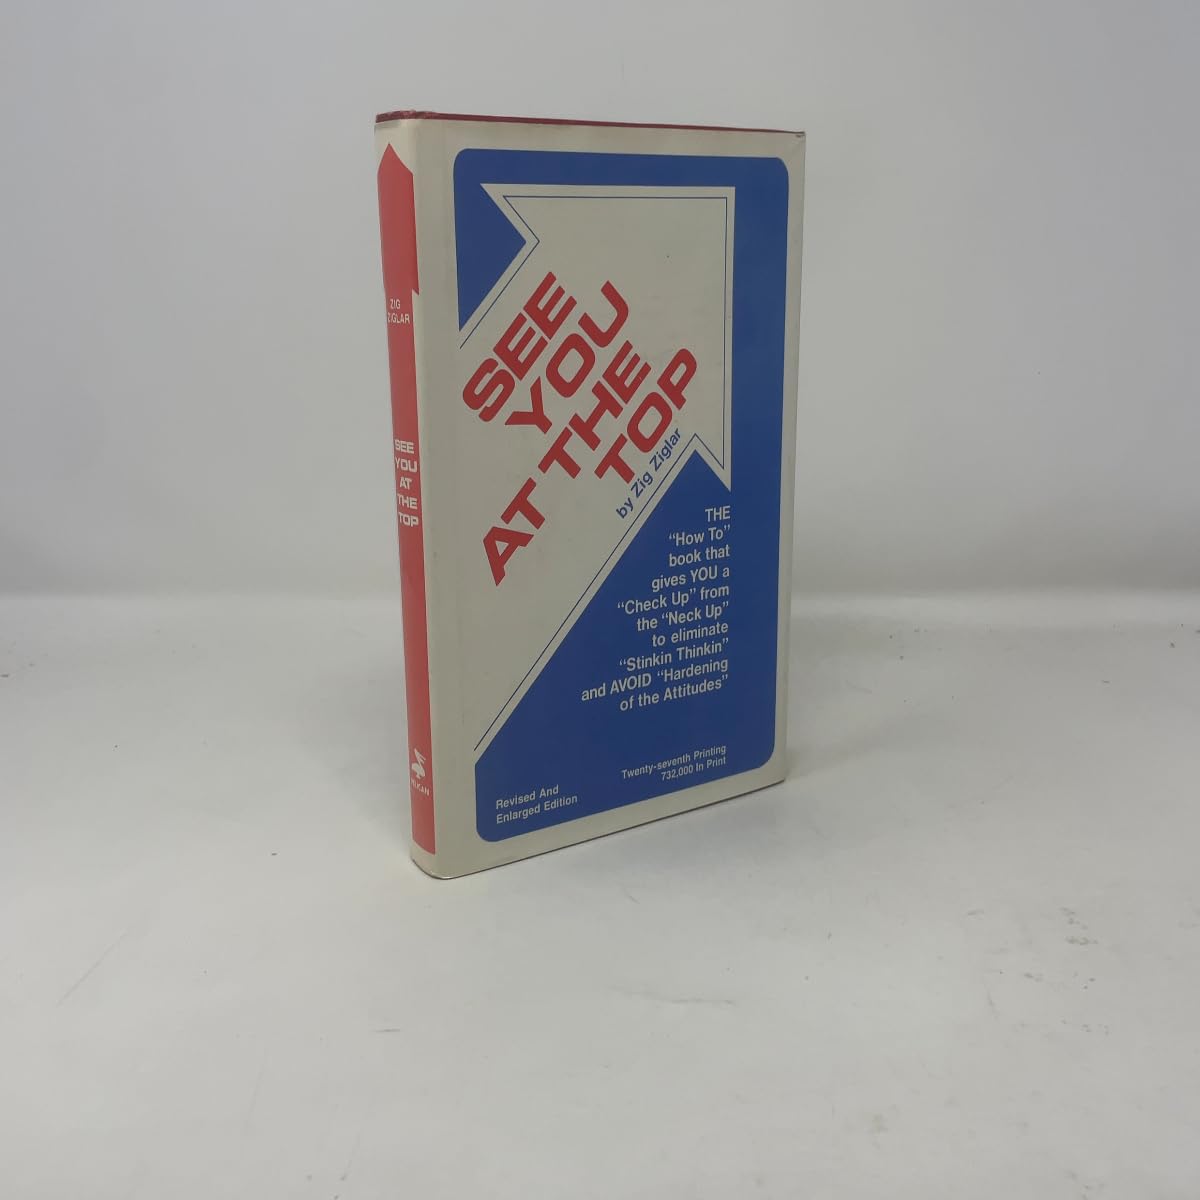 ZIG
ZIGLAR
SEE
YOU
AT
THE
TOP
PELICAN
SEE
YOU
AT THE
TOP
by Zig Ziglar
THE
“How To”
book that
gives YOU a
“Check Up” from
the “Neck Up”
to eliminate
“Stinkin Thinkin”
and AVOID “Hardening
of the Attitudes”
Twenty-seventh Printing
732,000 In Print
Revised And
Enlarged Edition